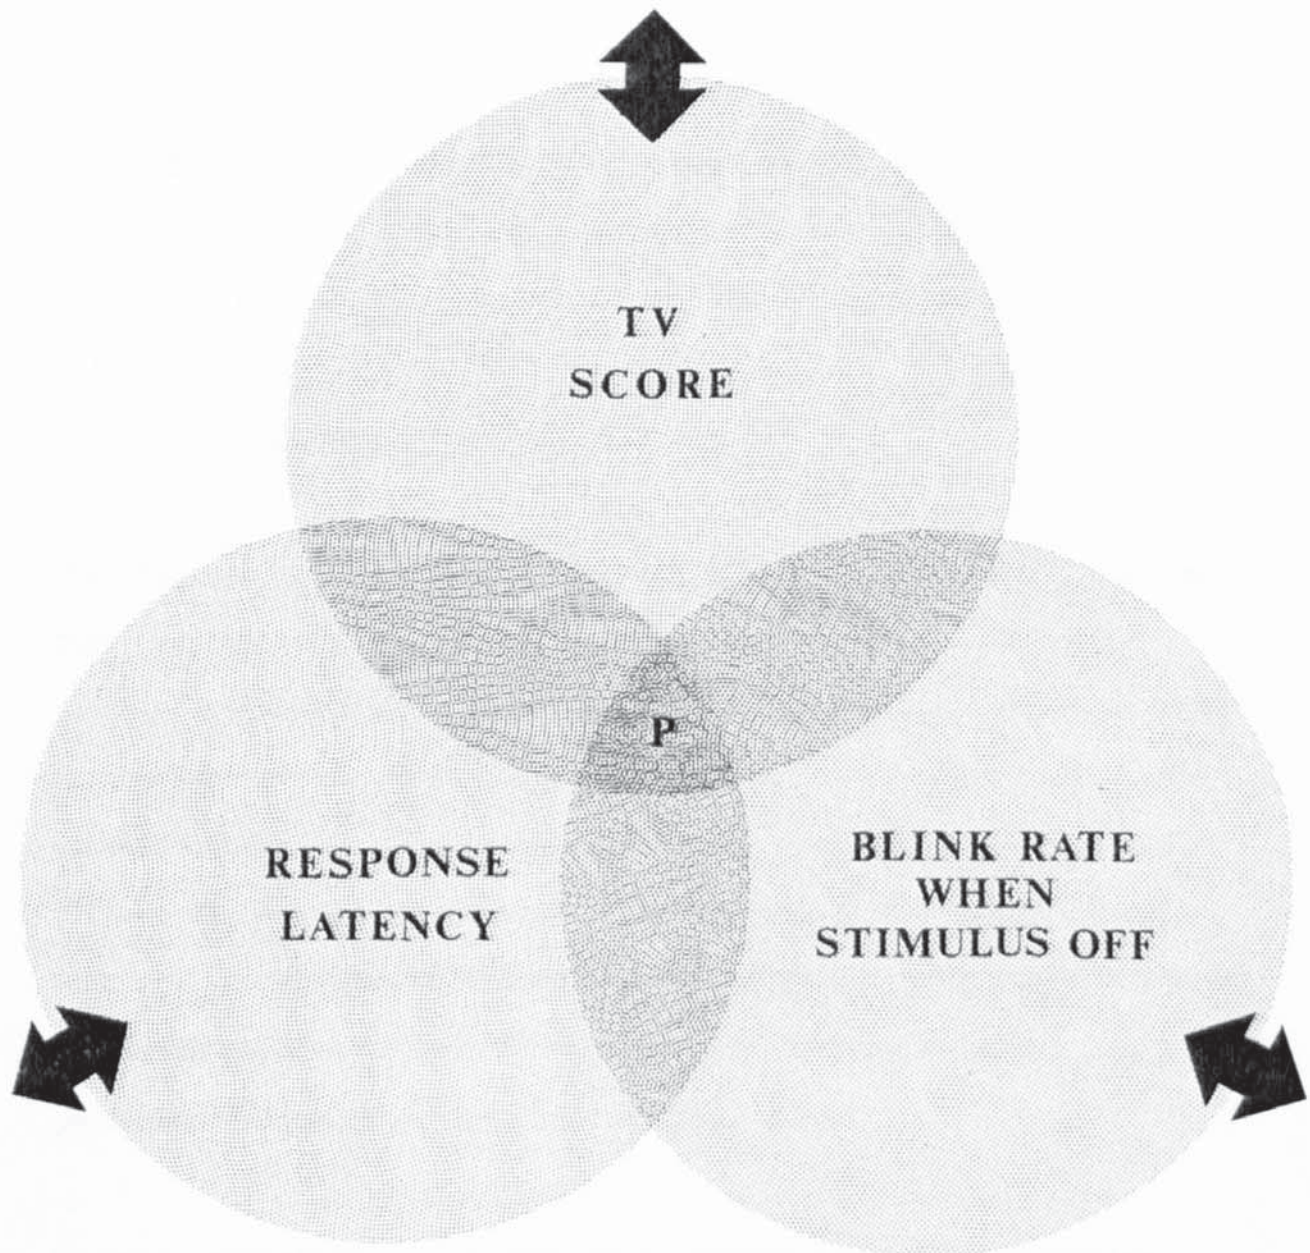 TV
SCORE
P
RESPONSE
LATENCY
BLINK RATE
WHEN
STIMULUS OFF